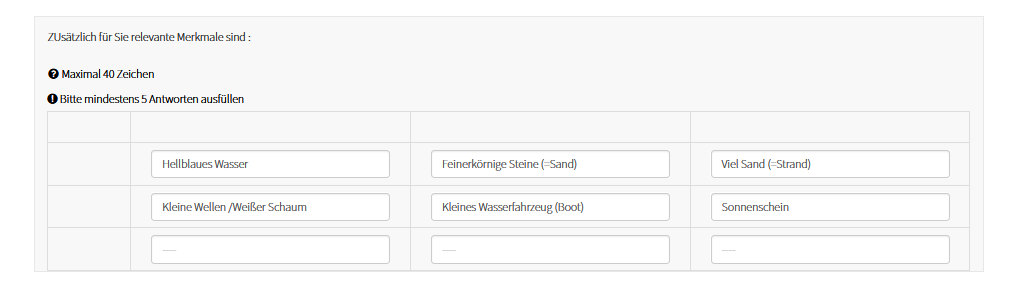 ZUsätzlich für Sie relevante Merkmale sind :
Maximal 40 Zeichen
Bitte mindestens 5 Antworten ausfüllen
Hellblaues Wasser Feinerkörnige Steine (=Sand) Viel Sand (=Strand)
Kleine Wellen /Weißer Schaum Kleines Wasserfahrzeug (Boot) Sonnenschein